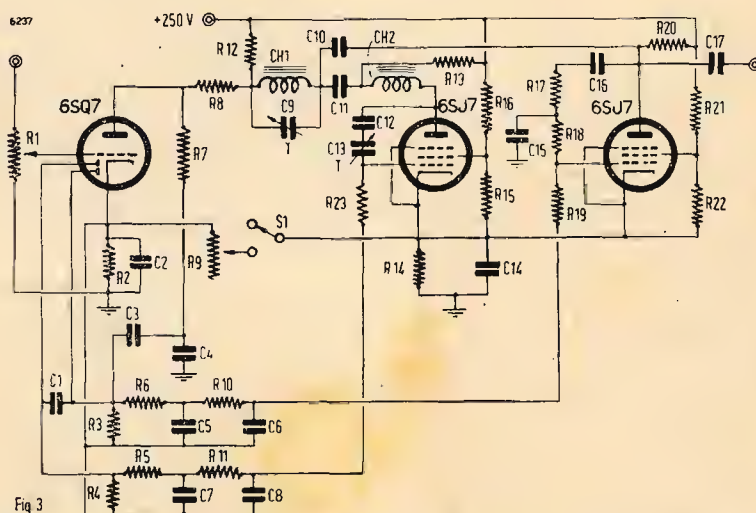 6237
+250 V
R12
C10
R20
C17
CH1
CH2
R13
C16
6SQ7
R8
C11
R17
6SJ7
C9
T
C12
R16
R21
R1
R7
C13
T
6SJ7
C15
R18
R23
R15
R19
R22
S1
R2
C2
R9
R14
C14
C3
C4
C1
R6
R10
R3
C5
C6
R5
R11
R4
C7
C8
Fig 3